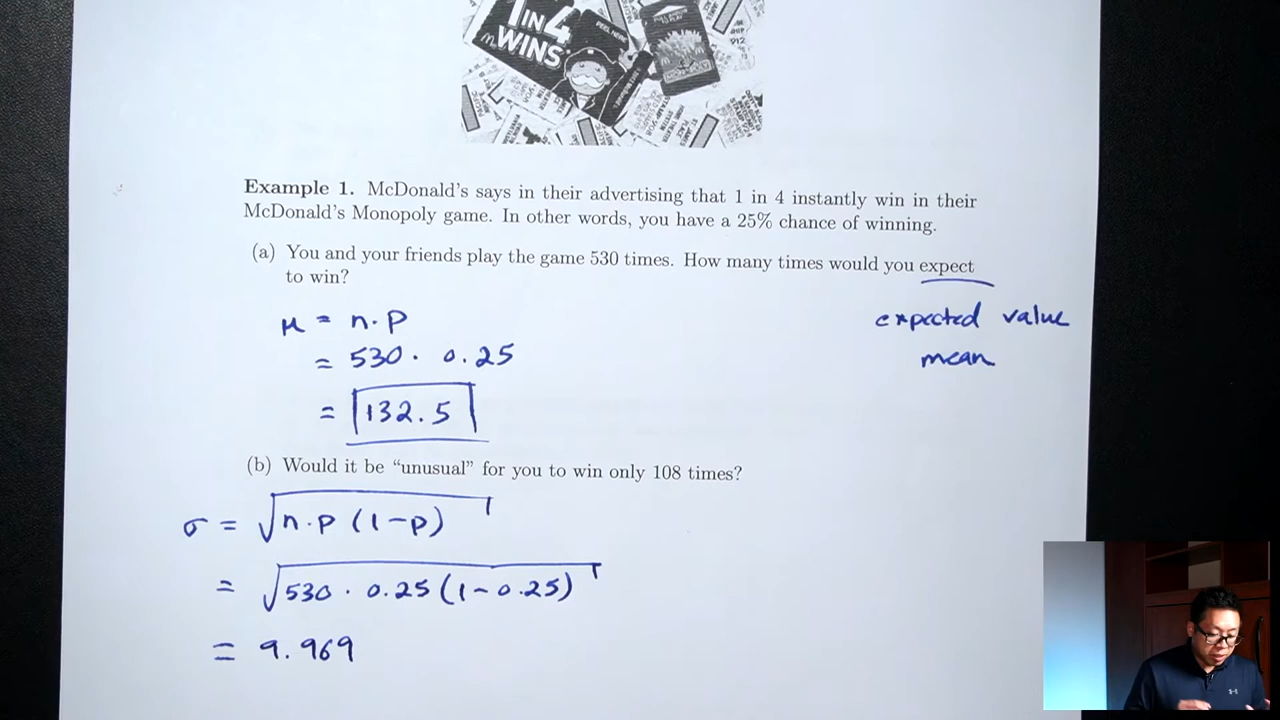 1 IN 4
WINS
PEEL HERE
Example 1. McDonald's says in their advertising that 1 in 4 instantly win in their
McDonald's Monopoly game. In other words, you have a 25% chance of winning.
(a) You and your friends play the game 530 times. How many times would you expect
to win?
μ = n·p
= 530 · 0.25
= 132.5
expected value
mean
(b) Would it be “unusual” for you to win only 108 times?
σ = √n·p (1-p)
= √530 · 0.25 (1-0.25)
= 9.969